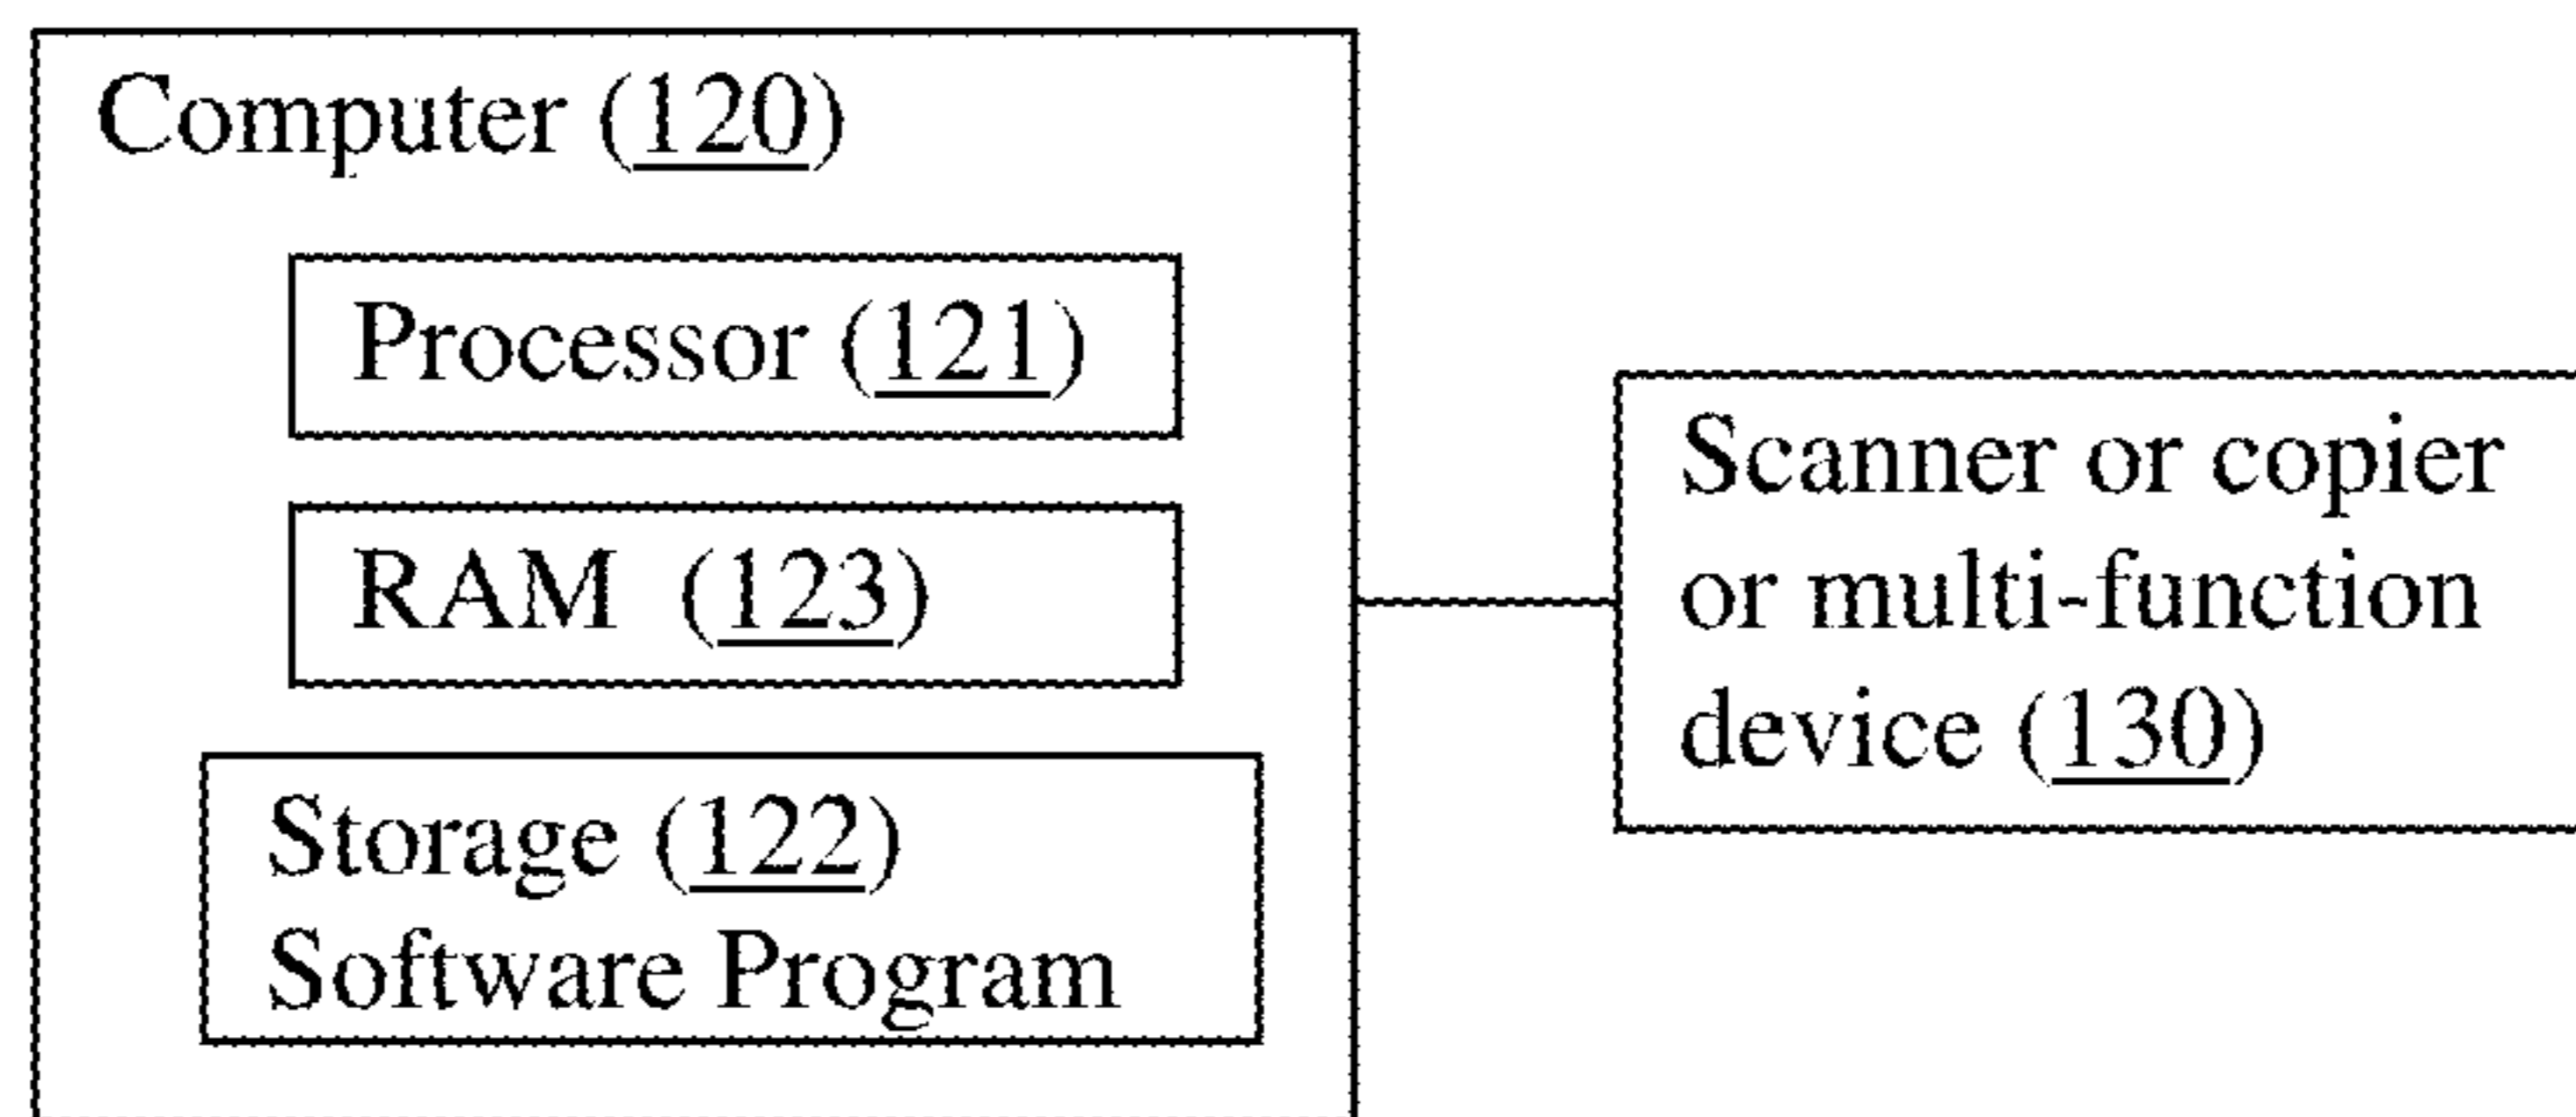 Computer (120)
Processor (121)
RAM (123)
Storage (122)
Software Program
Scanner or copier
or multi-function
device (130)